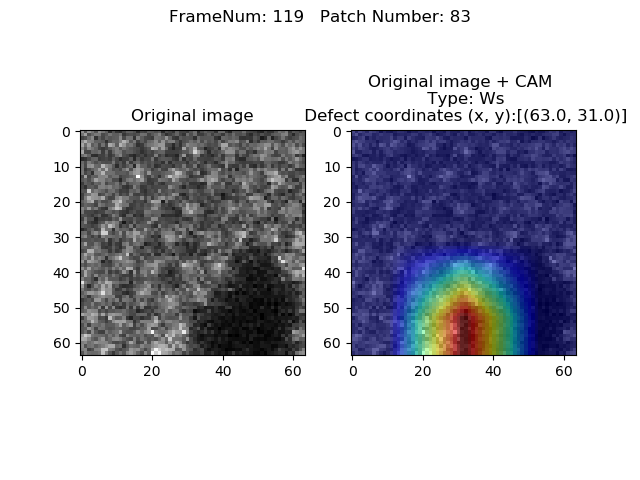 FrameNum: 119   Patch Number: 83
Original image
Original image + CAM
Type: Ws
Defect coordinates (x, y):[(63.0, 31.0)]
0
10
20
30
40
50
60
0 20 40 60
0
10
20
30
40
50
60
0 20 40 60